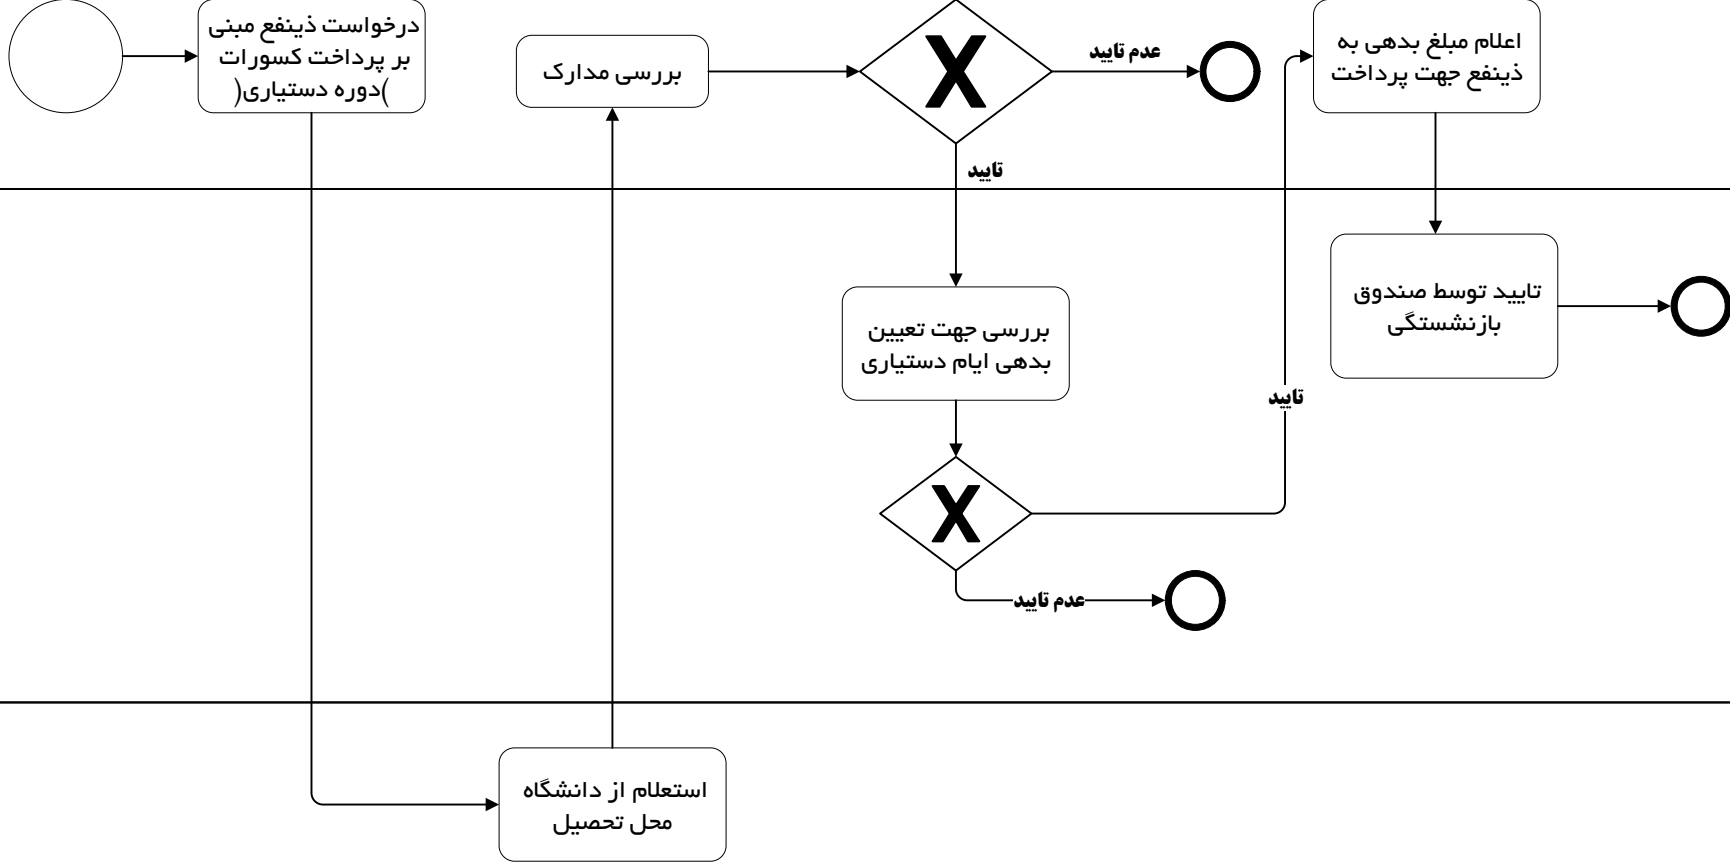 درخواست ذینفع مبنی
بر پرداخت کسورات
)دوره دستیاری(
بررسی مدارک
X
عدم تایید
تایید
اعلام مبلغ بدهی به
ذینفع جهت پرداخت
بررسی جهت تعیین
بدهی ایام دستیاری
تایید توسط صندوق
بازنشستگی
تایید
X
عدم تایید
استعلام از دانشگاه
محل تحصیل